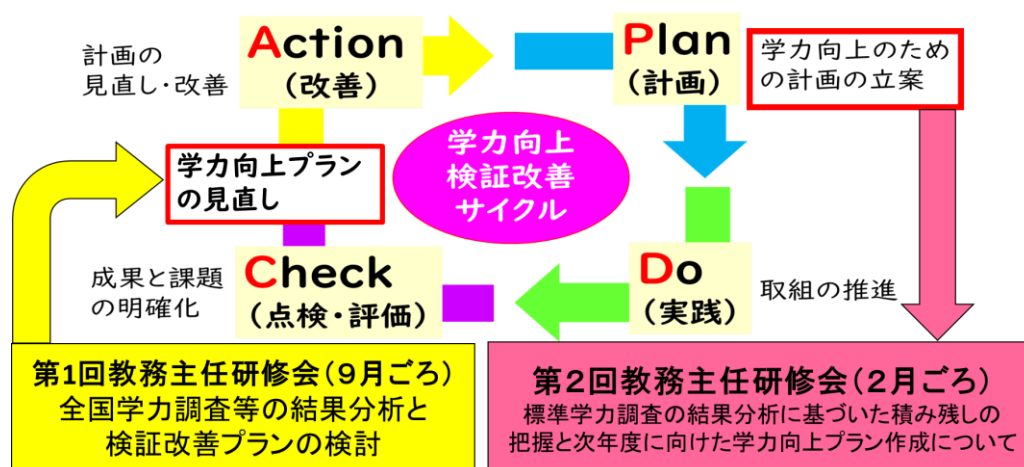 計画の
見直し・改善
Action
（改善）
Plan
（計画）
学力向上のため
の計画の立案
学力向上
検証改善
サイクル
学力向上プラン
の見直し
成果と課題
の明確化
Check
（点検・評価）
Do
（実践）
取組の推進
第1回教務主任研修会（９月ごろ）
全国学力調査等の結果分析と
検証改善プランの検討
第２回教務主任研修会（２月ごろ）
標準学力調査の結果分析に基づいた積み残しの
把握と次年度に向けた学力向上プラン作成について